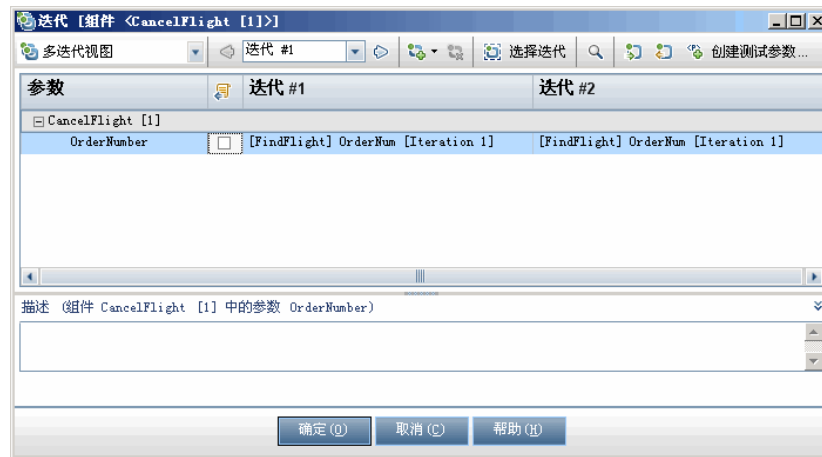 迭代 [组件 <CancelFlight [1]>]
多迭代视图 迭代 #1 选择迭代 创建测试参数...
参数 迭代 #1 迭代 #2
CancelFlight [1]
OrderNumber [FindFlight] OrderNum [Iteration 1] [FindFlight] OrderNum [Iteration 1]
描述 (组件 CancelFlight [1] 中的参数 OrderNumber)
确定(O) 取消(C) 帮助(H)